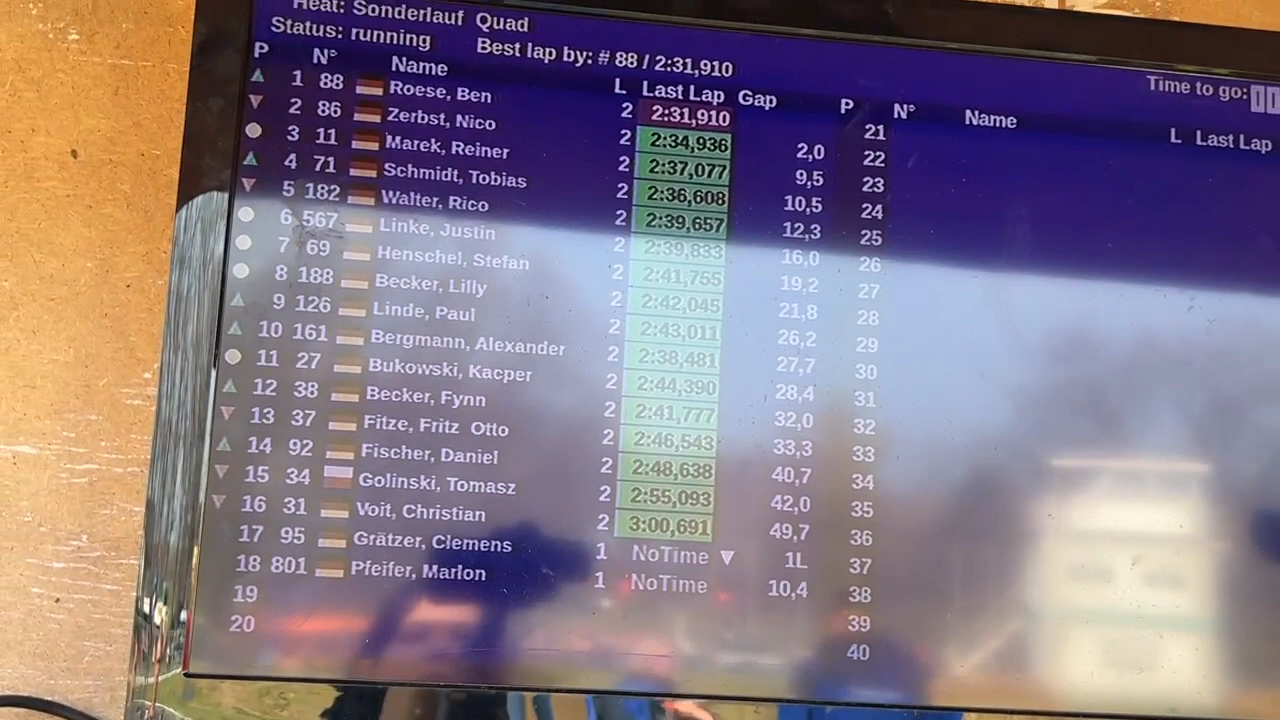 Heat: Sonderlauf Quad
Status: running Best lap by: # 88 / 2:31,910 Time to go:
P N° Name L Last Lap Gap P N° Name L Last Lap
1 88 Roese, Ben 2 2:31,910 21
2 86 Zerbst, Nico 2 2:34,936 2,0 22
3 11 Marek, Reiner 2 2:37,077 9,5 23
4 71 Schmidt, Tobias 2 2:36,608 10,5 24
5 182 Walter, Rico 2 2:39,657 12,3 25
6 567 Linke, Justin 2 2:39,833 16,0 26
7 69 Henschel, Stefan 2 2:41,755 19,2 27
8 188 Becker, Lilly 2 2:42,045 21,8 28
9 126 Linde, Paul 2 2:43,011 26,2 29
10 161 Bergmann, Alexander 2 2:38,481 27,7 30
11 27 Bukowski, Kacper 2 2:44,390 28,4 31
12 38 Becker, Fynn 2 2:41,777 32,0 32
13 37 Fitze, Fritz Otto 2 2:46,543 33,3 33
14 92 Fischer, Daniel 2 2:48,638 40,7 34
15 34 Golinski, Tomasz 2 2:55,093 42,0 35
16 31 Voit, Christian 2 3:00,691 49,7 36
17 95 Grätzer, Clemens 1 NoTime 1L 37
18 801 Pfeifer, Marlon 1 NoTime 10,4 38
19 39
20 40